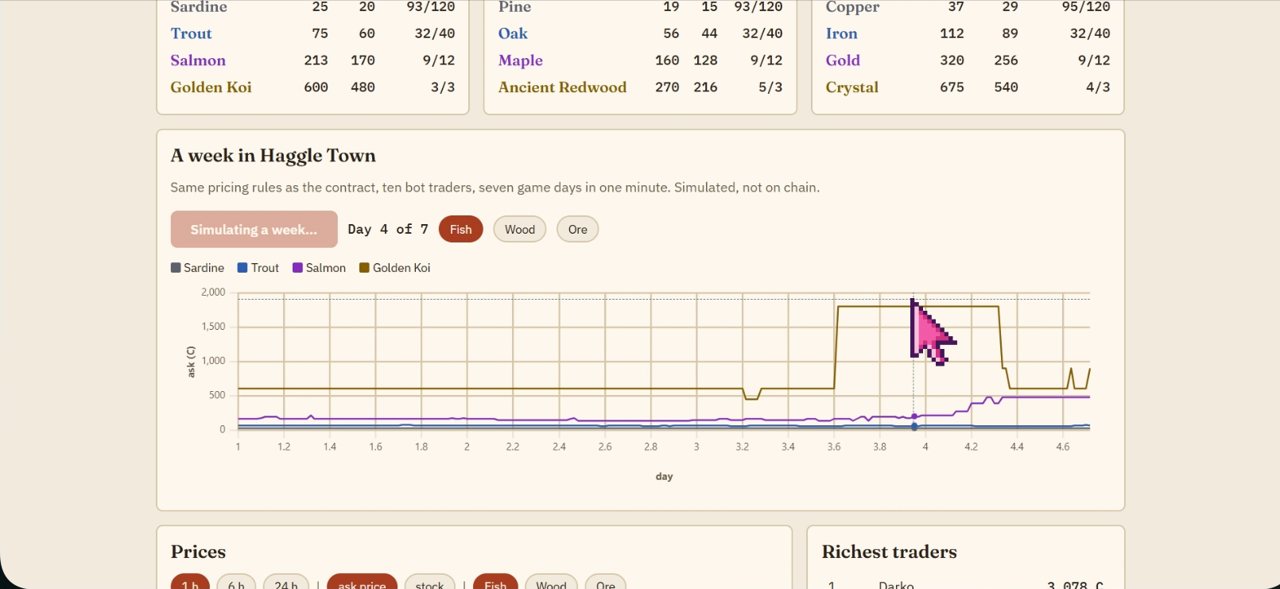 Sardine 25 20 93/120
Pine 19 15 93/120
Copper 37 29 95/120
Trout 75 60 32/40
Oak 56 44 32/40
Iron 112 89 32/40
Salmon 213 170 9/12
Maple 160 128 9/12
Gold 320 256 9/12
Golden Koi 600 480 3/3
Ancient Redwood 270 216 5/3
Crystal 675 540 4/3
A week in Haggle Town
Same pricing rules as the contract, ten bot traders, seven game days in one minute. Simulated, not on chain.
Simulating a week... Day 4 of 7 Fish Wood Ore
Sardine Trout Salmon Golden Koi
2,000
1,500
1,000
500
0
ask (C)
1 1.2 1.4 1.6 1.8 2 2.2 2.4 2.6 2.8 3 3.2 3.4 3.6 3.8 4 4.2 4.4 4.6
day
Prices
1 h 6 h 24 h | ask price stock | Fish Wood Ore
Richest traders
1 Darko 3,078 C